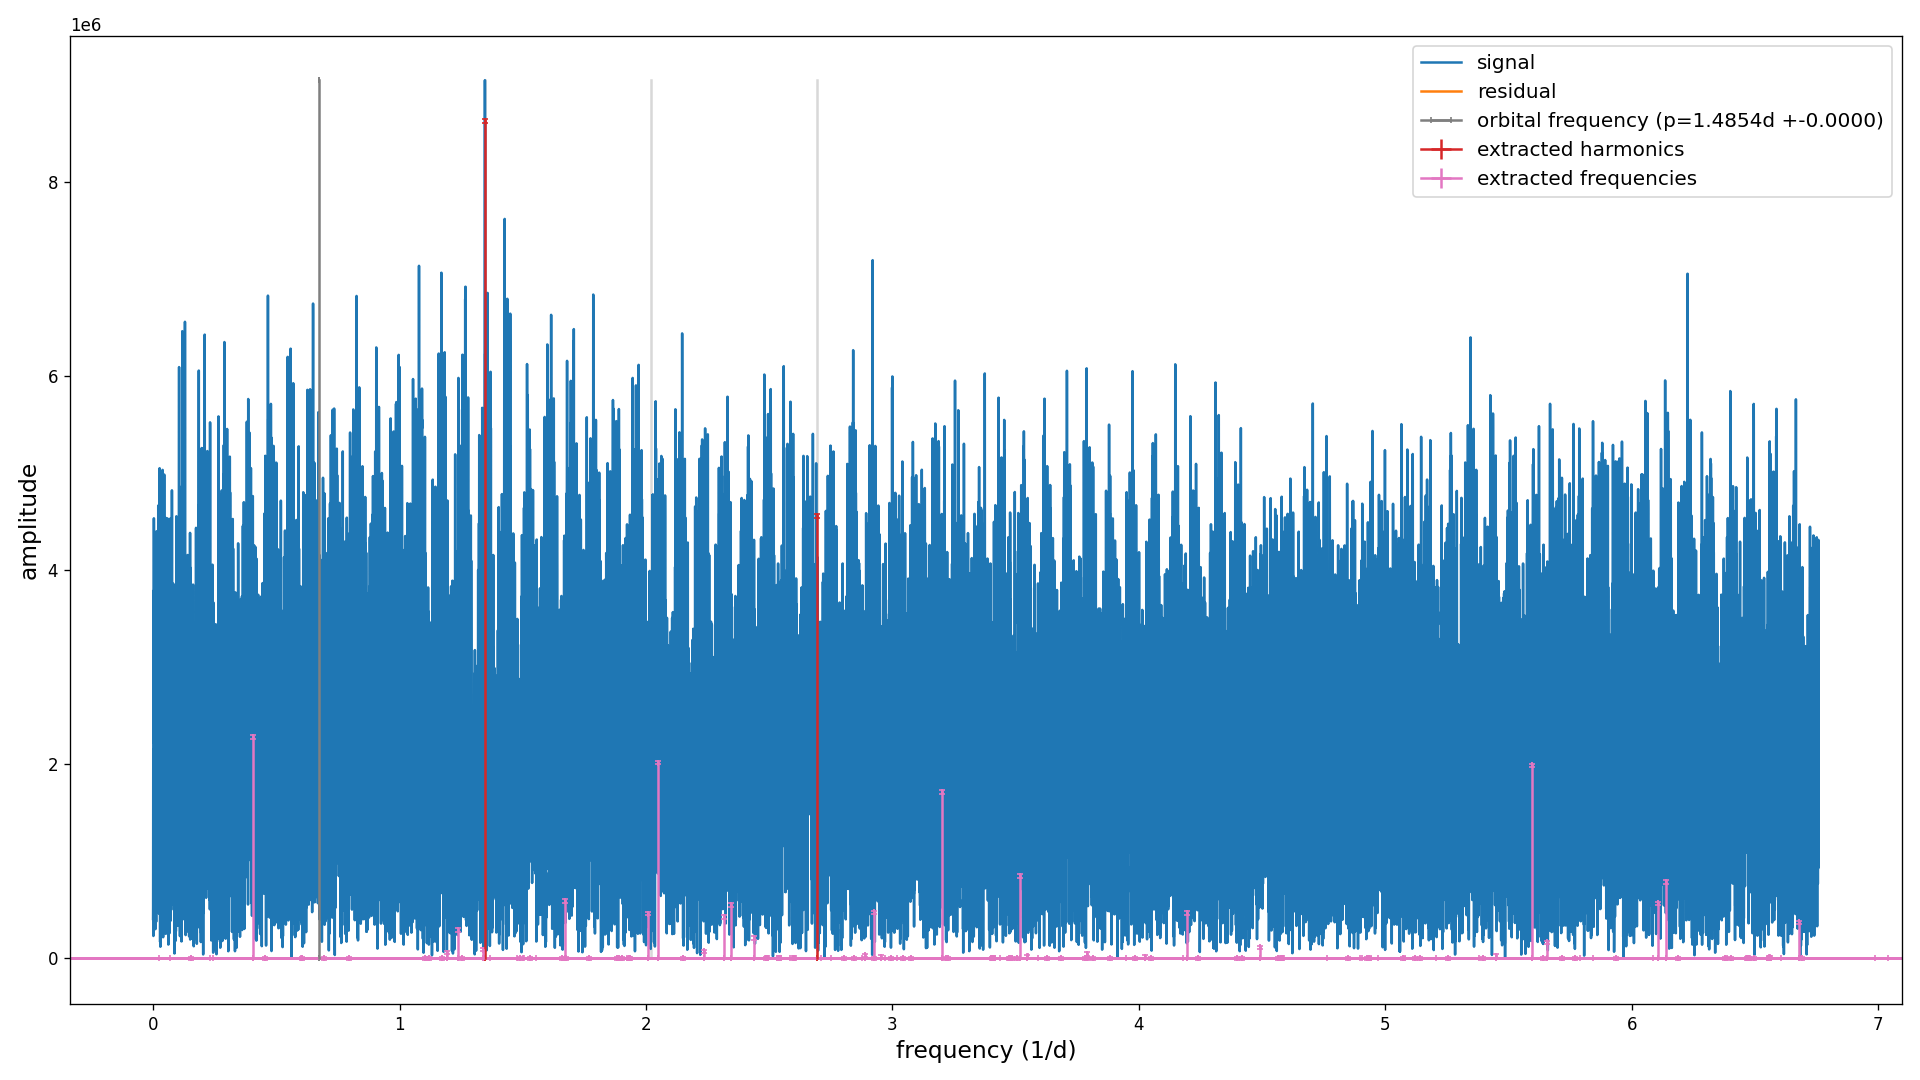 1e6
signal
residual
orbital frequency (p=1.4854d +-0.0000)
extracted harmonics
extracted frequencies
8
6
4
2
0
amplitude
0 1 2 3 4 5 6 7
frequency (1/d)